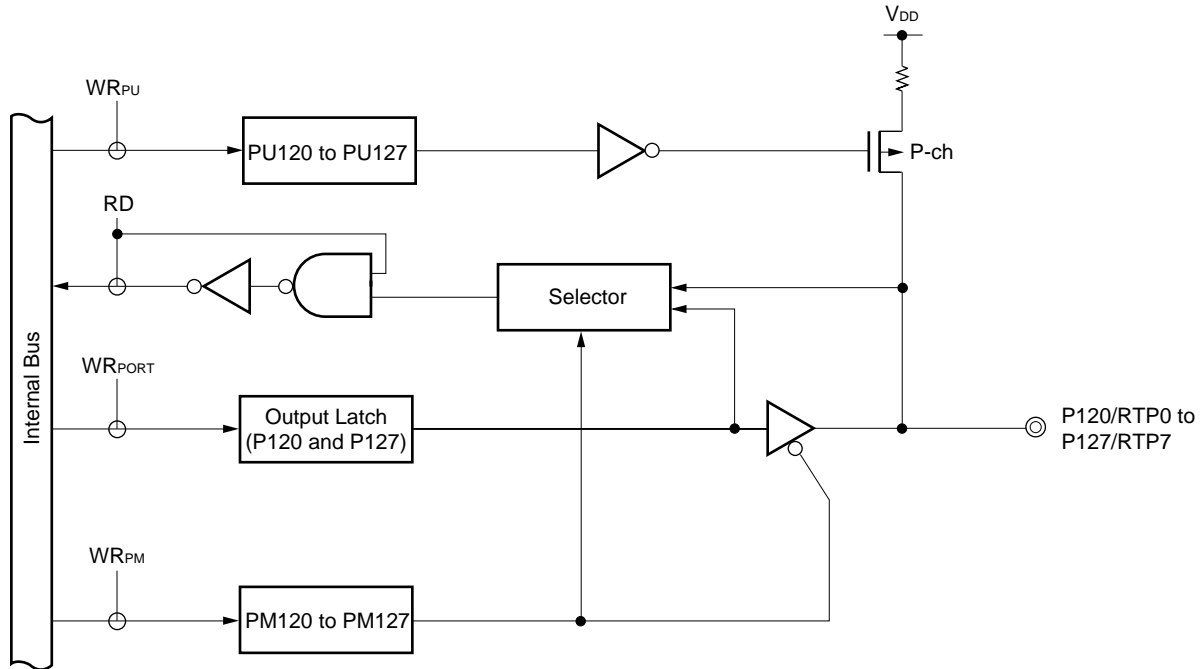 VDD
WRPU
PU120 to PU127
P-ch
RD
Selector
Internal Bus
WRPORT
Output Latch
(P120 and P127)
P120/RTP0 to
P127/RTP7
WRPM
PM120 to PM127